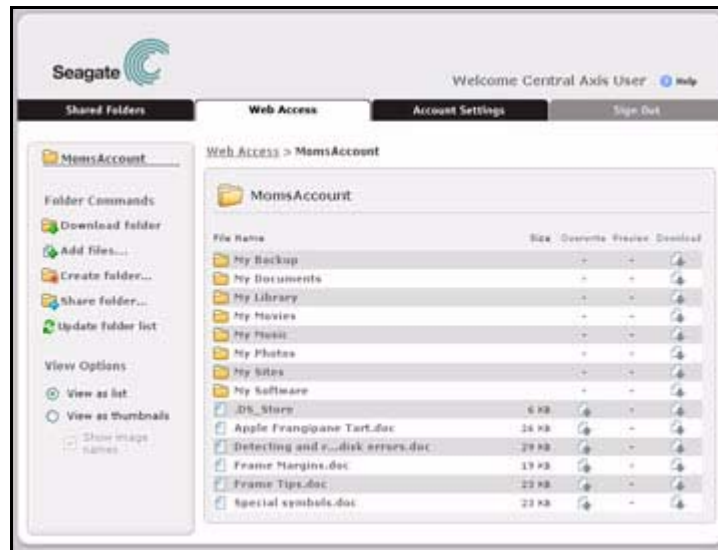 Seagate
Welcome Central Axis User Help
Shared Folders Web Access Account Settings Sign Out
MomsAccount
Folder Commands
Download folder
Add files...
Create folder...
Share folder...
Update folder list
View Options
View as list
View as thumbnails
Show image
names
Web Access > MomsAccount
MomsAccount
File Name Size Overwrite Preview Download
My Backup - -
My Documents - -
My Library - -
My Movies - -
My Music - -
My Photos - -
My Sites - -
My Software - -
.DS_Store 6 KB -
Apple Frangipane Tart.doc 26 KB -
Detecting and r...disk errors.doc 29 KB -
Frame Margins.doc 19 KB -
Frame Tips.doc 23 KB -
Special symbols.doc 23 KB -